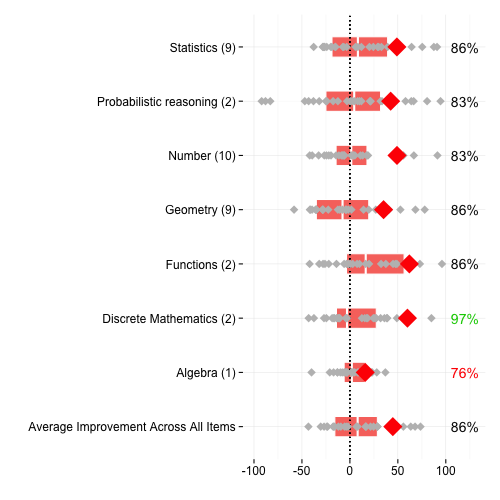 Statistics (9) 86%
Probabilistic reasoning (2) 83%
Number (10) 83%
Geometry (9) 86%
Functions (2) 86%
Discrete Mathematics (2) 97%
Algebra (1) 76%
Average Improvement Across All Items 86%
-100 -50 0 50 100